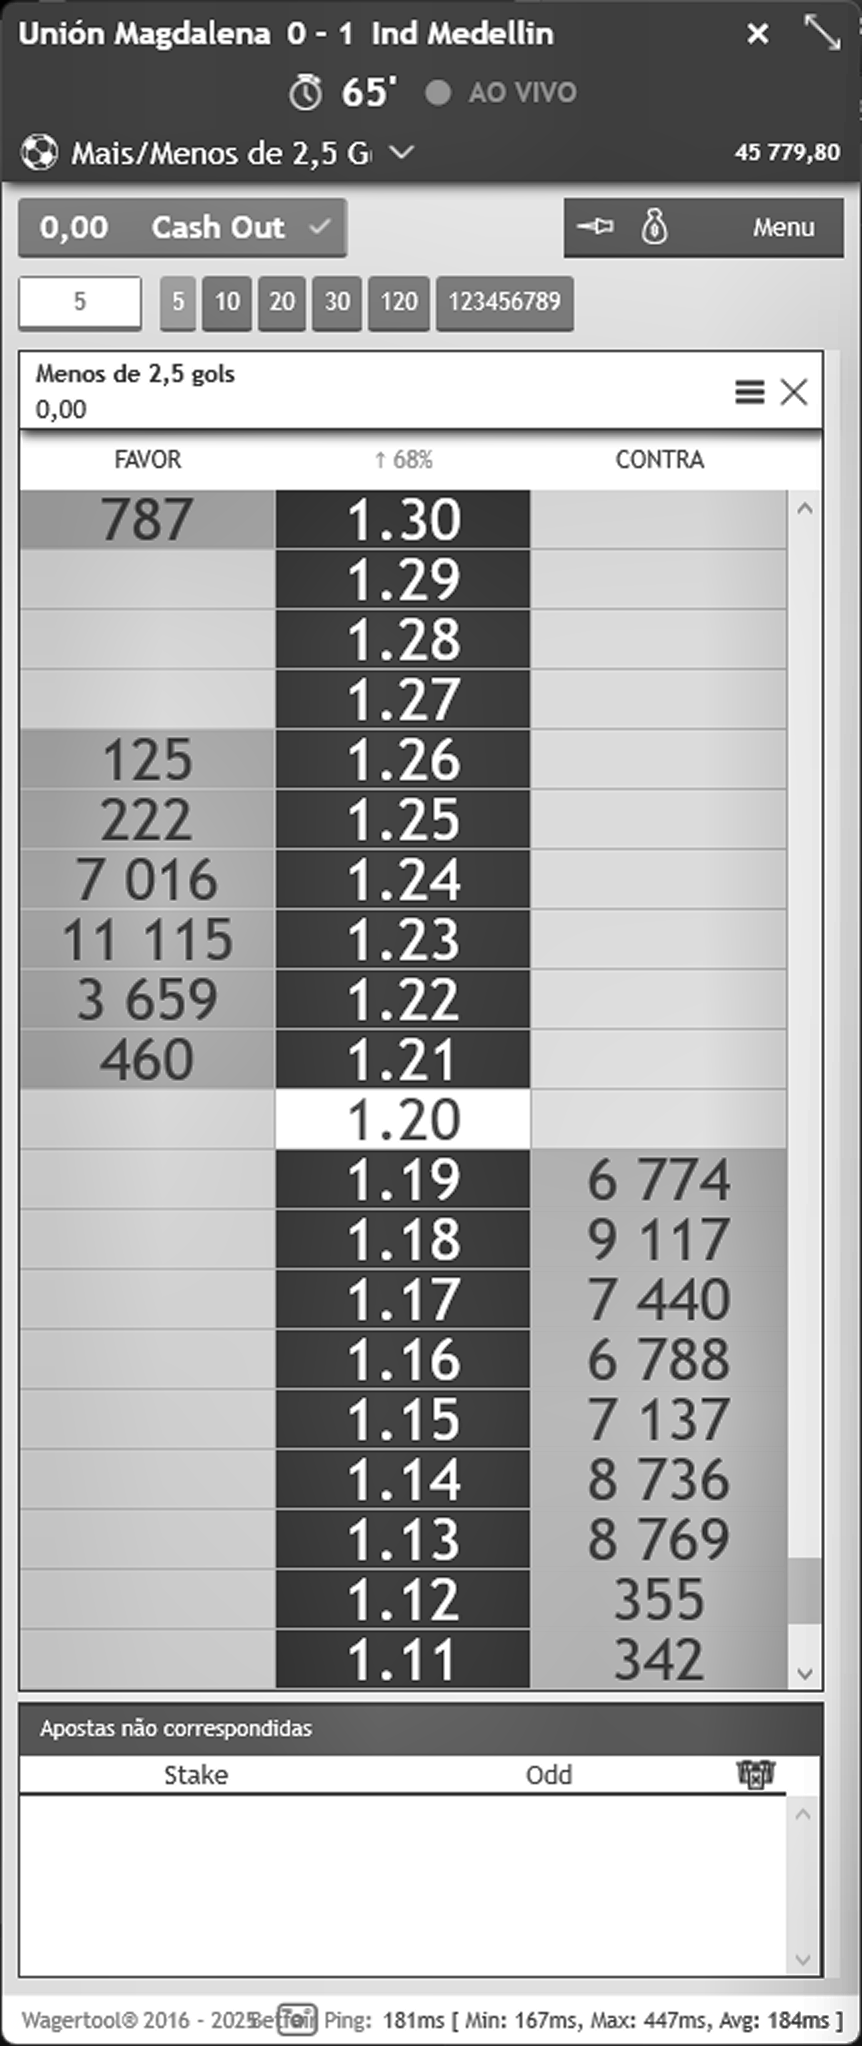 Unión Magdalena 0 - 1 Ind Medellin
65' AO VIVO
Mais/Menos de 2,5 G 45 779,80
0,00 Cash Out Menu
5 5 10 20 30 120 123456789
Menos de 2,5 gols
0,00
FAVOR ↑ 68% CONTRA
787 1.30
1.29
1.28
1.27
125 1.26
222 1.25
7 016 1.24
11 115 1.23
3 659 1.22
460 1.21
1.20
1.19 6 774
1.18 9 117
1.17 7 440
1.16 6 788
1.15 7 137
1.14 8 736
1.13 8 769
1.12 355
1.11 342
Apostas não correspondidas
Stake Odd
Wagertool® 2016 - 2025 Betfair Ping: 181ms [ Min: 167ms, Max: 447ms, Avg: 184ms ]